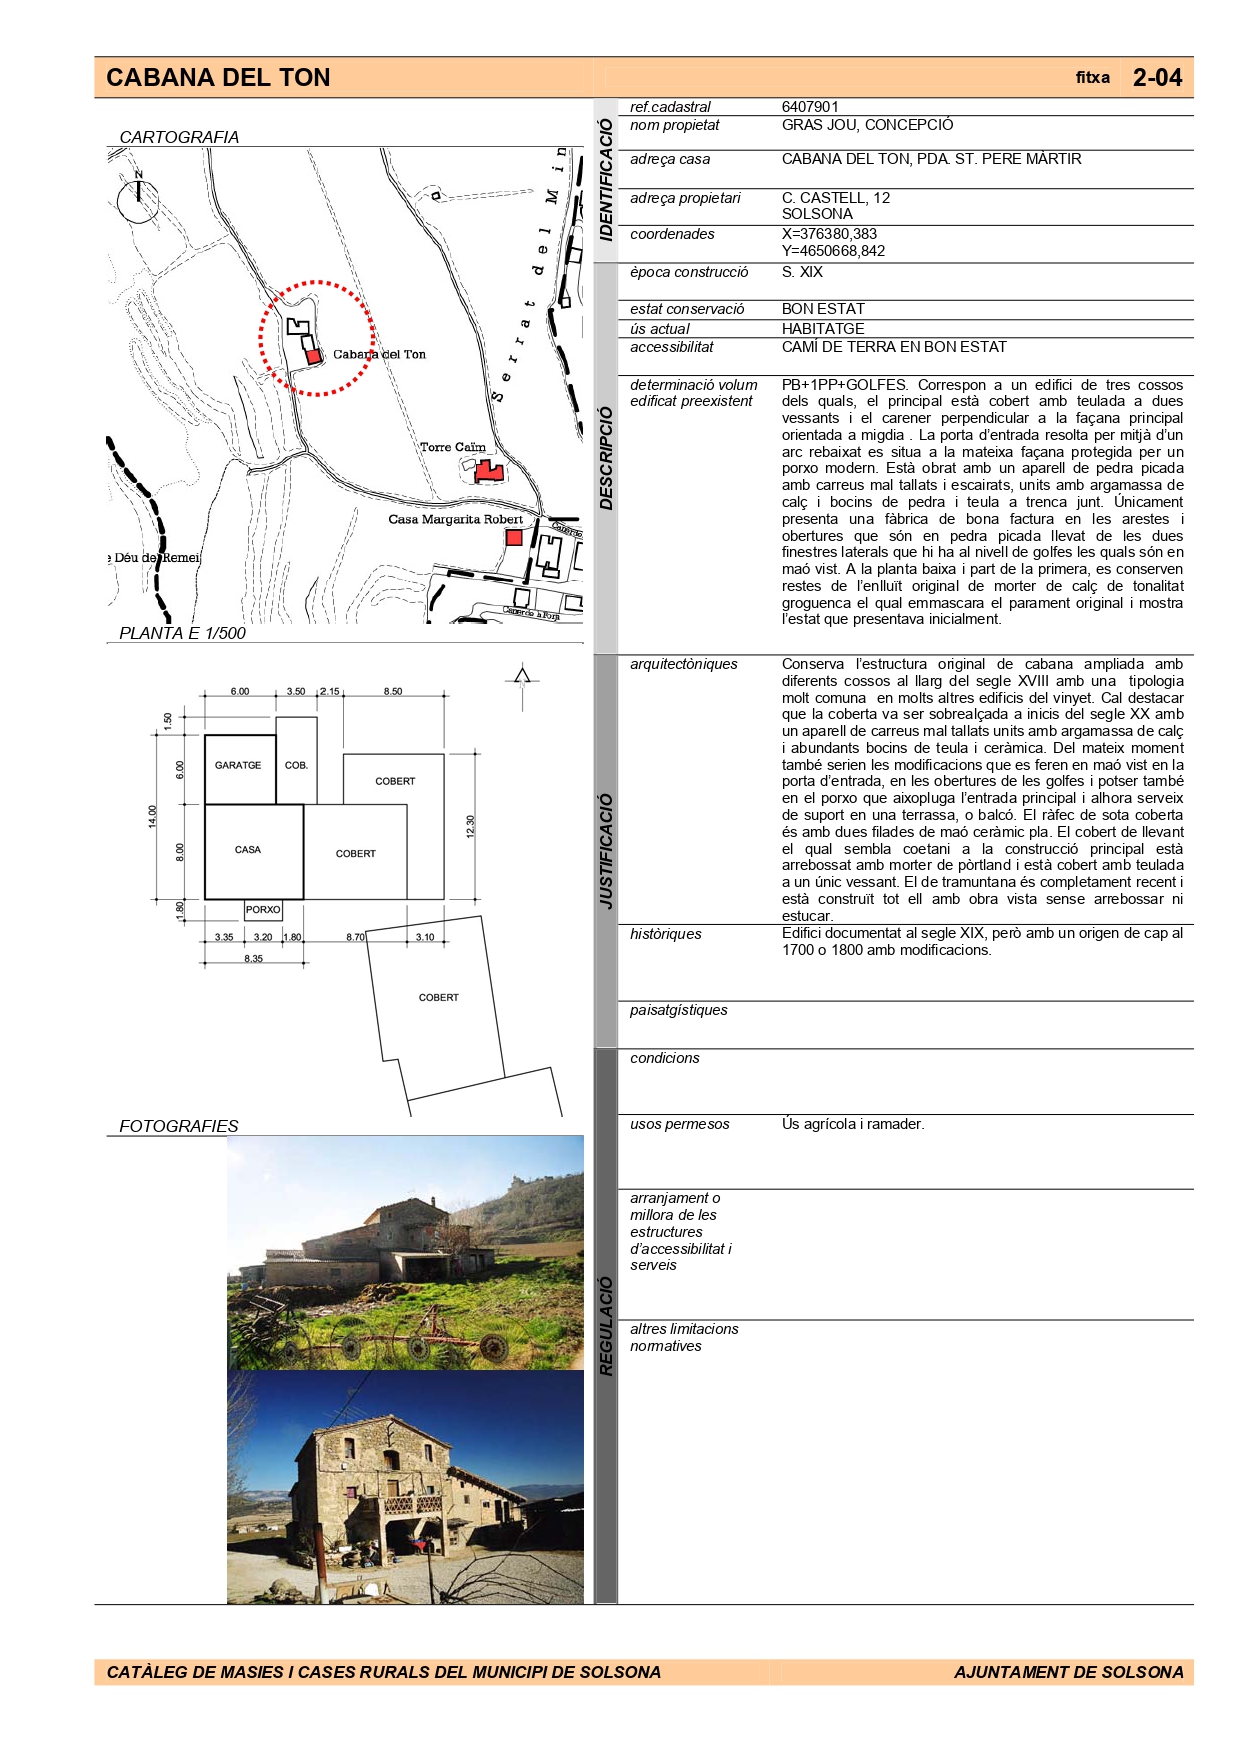 CABANA DEL TON
fitxa 2-04
CARTOGRAFIA
N
Serrat del Min
Cabana del Ton
Torre Caïm
Casa Margarita Robert
e Déu del Remei
PLANTA E 1/500
6.00 3.50 2.15 8.50
1.50
6.00
14.00
8.00
1.80
12.30
GARATGE
COB.
COBERT
CASA
COBERT
PORXO
3.35 3.20 1.80 8.70 3.10
8.35
COBERT
FOTOGRAFIES
IDENTIFICACIÓ
ref.cadastral 6407901
nom propietat GRAS JOU, CONCEPCIÓ
adreça casa CABANA DEL TON, PDA. ST. PERE MÀRTIR
adreça propietari C. CASTELL, 12
SOLSONA
coordenades X=376380,383
Y=4650668,842
DESCRIPCIÓ
època construcció S. XIX
estat conservació BON ESTAT
ús actual HABITATGE
accessibilitat CAMÍ DE TERRA EN BON ESTAT
determinació volum
edificat preexistent
PB+1PP+GOLFES. Correspon a un edifici de tres cossos
dels quals, el principal està cobert amb teulada a dues
vessants i el carener perpendicular a la façana principal
orientada a migdia . La porta d’entrada resolta per mitjà d’un
arc rebaixat es situa a la mateixa façana protegida per un
porxo modern. Està obrat amb un aparell de pedra picada
amb carreus mal tallats i escairats, units amb argamassa de
calç i bocins de pedra i teula a trenca junt. Únicament
presenta una fàbrica de bona factura en les arestes i
obertures que són en pedra picada llevat de les dues
finestres laterals que hi ha al nivell de golfes les quals són en
maó vist. A la planta baixa i part de la primera, es conserven
restes de l’enlluït original de morter de calç de tonalitat
groguenca el qual emmascara el parament original i mostra
l’estat que presentava inicialment.
JUSTIFICACIÓ
arquitectòniques
Conserva l’estructura original de cabana ampliada amb
diferents cossos al llarg del segle XVIII amb una tipologia
molt comuna en molts altres edificis del vinyet. Cal destacar
que la coberta va ser sobrealçada a inicis del segle XX amb
un aparell de carreus mal tallats units amb argamassa de calç
i abundants bocins de teula i ceràmica. Del mateix moment
també serien les modificacions que es feren en maó vist en la
porta d’entrada, en les obertures de les golfes i potser també
en el porxo que aixopluga l’entrada principal i alhora serveix
de suport en una terrassa, o balcó. El ràfec de sota coberta
és amb dues filades de maó ceràmic pla. El cobert de llevant
el qual sembla coetani a la construcció principal està
arrebossat amb morter de pòrtland i està cobert amb teulada
a un únic vessant. El de tramuntana és completament recent i
està construït tot ell amb obra vista sense arrebossar ni
estucar.
històriques Edifici documentat al segle XIX, però amb un origen de cap al
1700 o 1800 amb modificacions.
paisatgístiques
REGULACIÓ
condicions
usos permesos Ús agrícola i ramader.
arranjament o
millora de les
estructures
d’accessibilitat i
serveis
altres limitacions
normatives
CATÀLEG DE MASIES I CASES RURALS DEL MUNICIPI DE SOLSONA
AJUNTAMENT DE SOLSONA